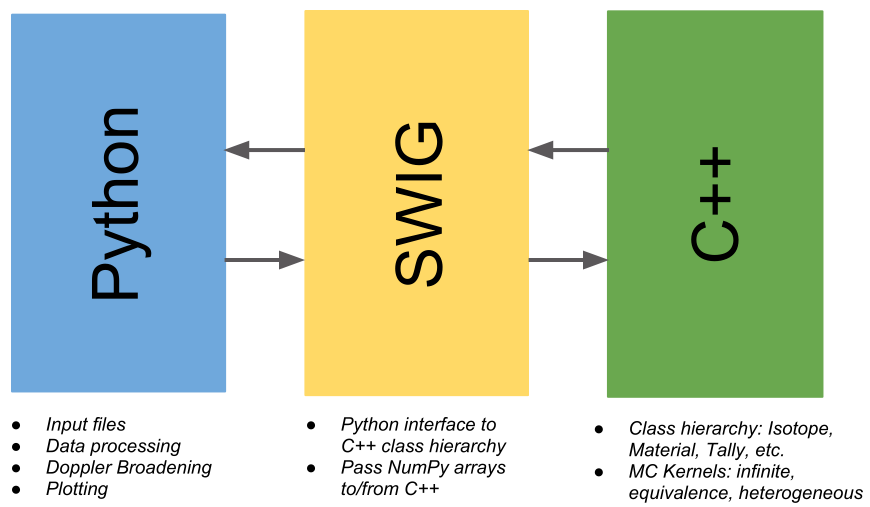 Python
SWIG
C++
● Input files
● Data processing
● Doppler Broadening
● Plotting
● Python interface to
C++ class hierarchy
● Pass NumPy arrays
to/from C++
● Class hierarchy: Isotope,
Material, Tally, etc.
● MC Kernels: infinite,
equivalence, heterogeneous